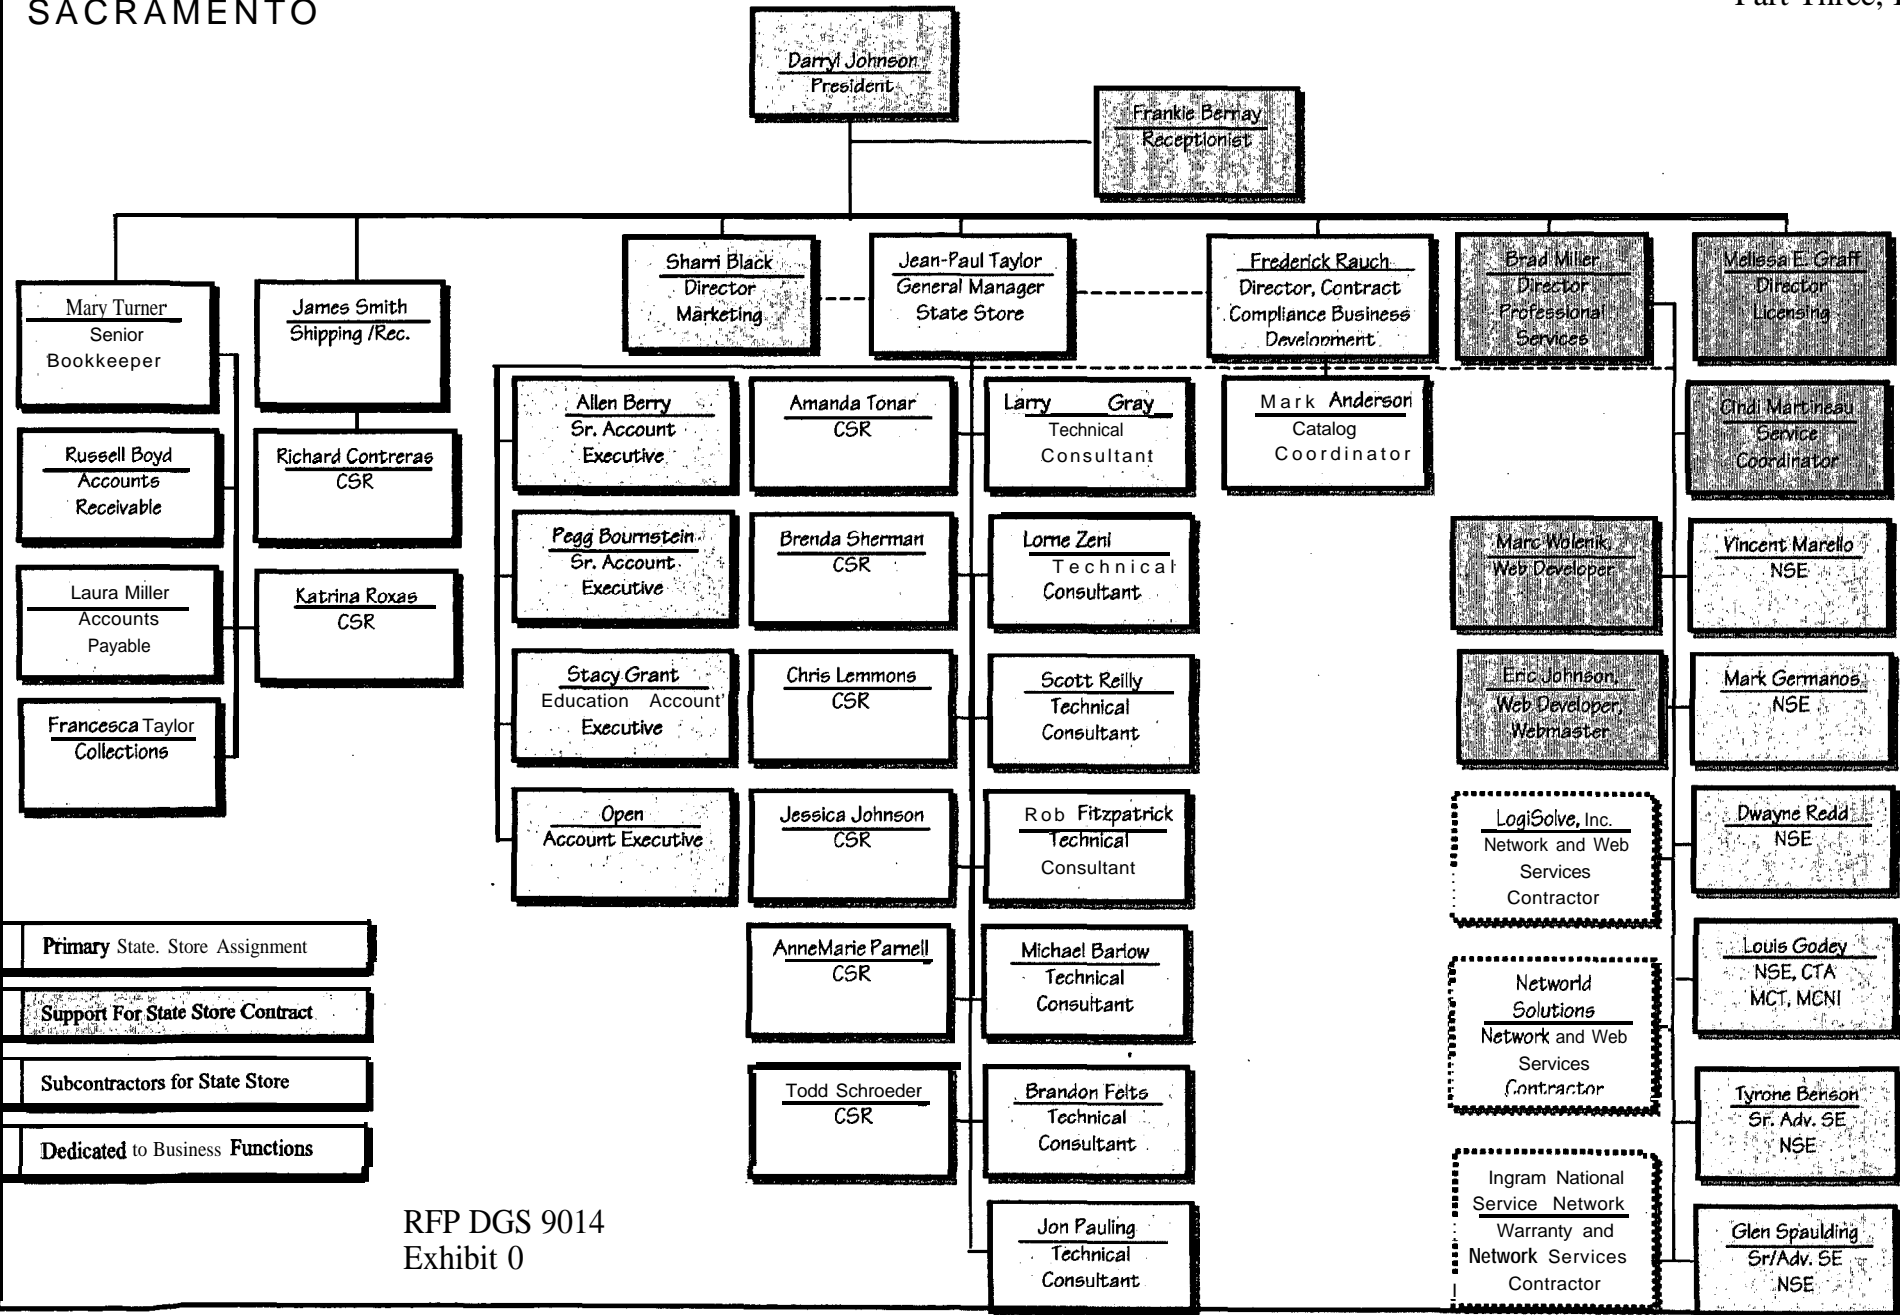 SACRAMENTO
Part Three,
Darryl Johnson
President
Frankie Bernay
Receptionist
Mary Turner
Senior
Bookkeeper
James Smith
Shipping /Rec.
Sharri Black
Director
Marketing
Jean-Paul Taylor
General Manager
State Store
Frederick Rauch
Director, Contract
Compliance Business
Development
Brad Miller
Director
Professional
Services
Melissa E. Graff
Director
Licensing
Russell Boyd
Accounts
Receivable
Richard Contreras
CSR
Allen Berry
Sr. Account
Executive
Amanda Tonar
CSR
Larry Gray
Technical
Consultant
Mark Anderson
Catalog
Coordinator
Cindi Martineau
Service
Coordinator
Laura Miller
Accounts
Payable
Katrina Roxas
CSR
Pegg Bournstein
Sr. Account
Executive
Brenda Sherman
CSR
Lorne Zeni
Technical
Consultant
Marc Wolenik,
Web Developer
Vincent Marello
NSE
Francesca Taylor
Collections
Stacy Grant
Education Account'
Executive
Chris Lemmons
CSR
Scott Reilly
Technical
Consultant
Eric Johnson,
Web Developer,
Webmaster
Mark Germanos
NSE
Open
Account Executive
Jessica Johnson
CSR
Rob Fitzpatrick
Technical
Consultant
LogiSolve, Inc.
Network and Web
Services
Contractor
Dwayne Redd
NSE
Primary State. Store Assignment
Support For State Store Contract
Subcontractors for State Store
Dedicated to Business Functions
AnneMarie Parnell
CSR
Michael Barlow
Technical
Consultant
Networld
Solutions
Network and Web
Services
Contractor
Louis Godey
NSE, CTA
MCT, MCNI
Todd Schroeder
CSR
Brandon Felts
Technical
Consultant
Tyrone Benson
Sr. Adv. SE
NSE
Jon Pauling
Technical
Consultant
Ingram National
Service Network
Warranty and
Network Services
Contractor
Glen Spaulding
Sr/Adv. SE
NSE
RFP DGS 9014
Exhibit 0